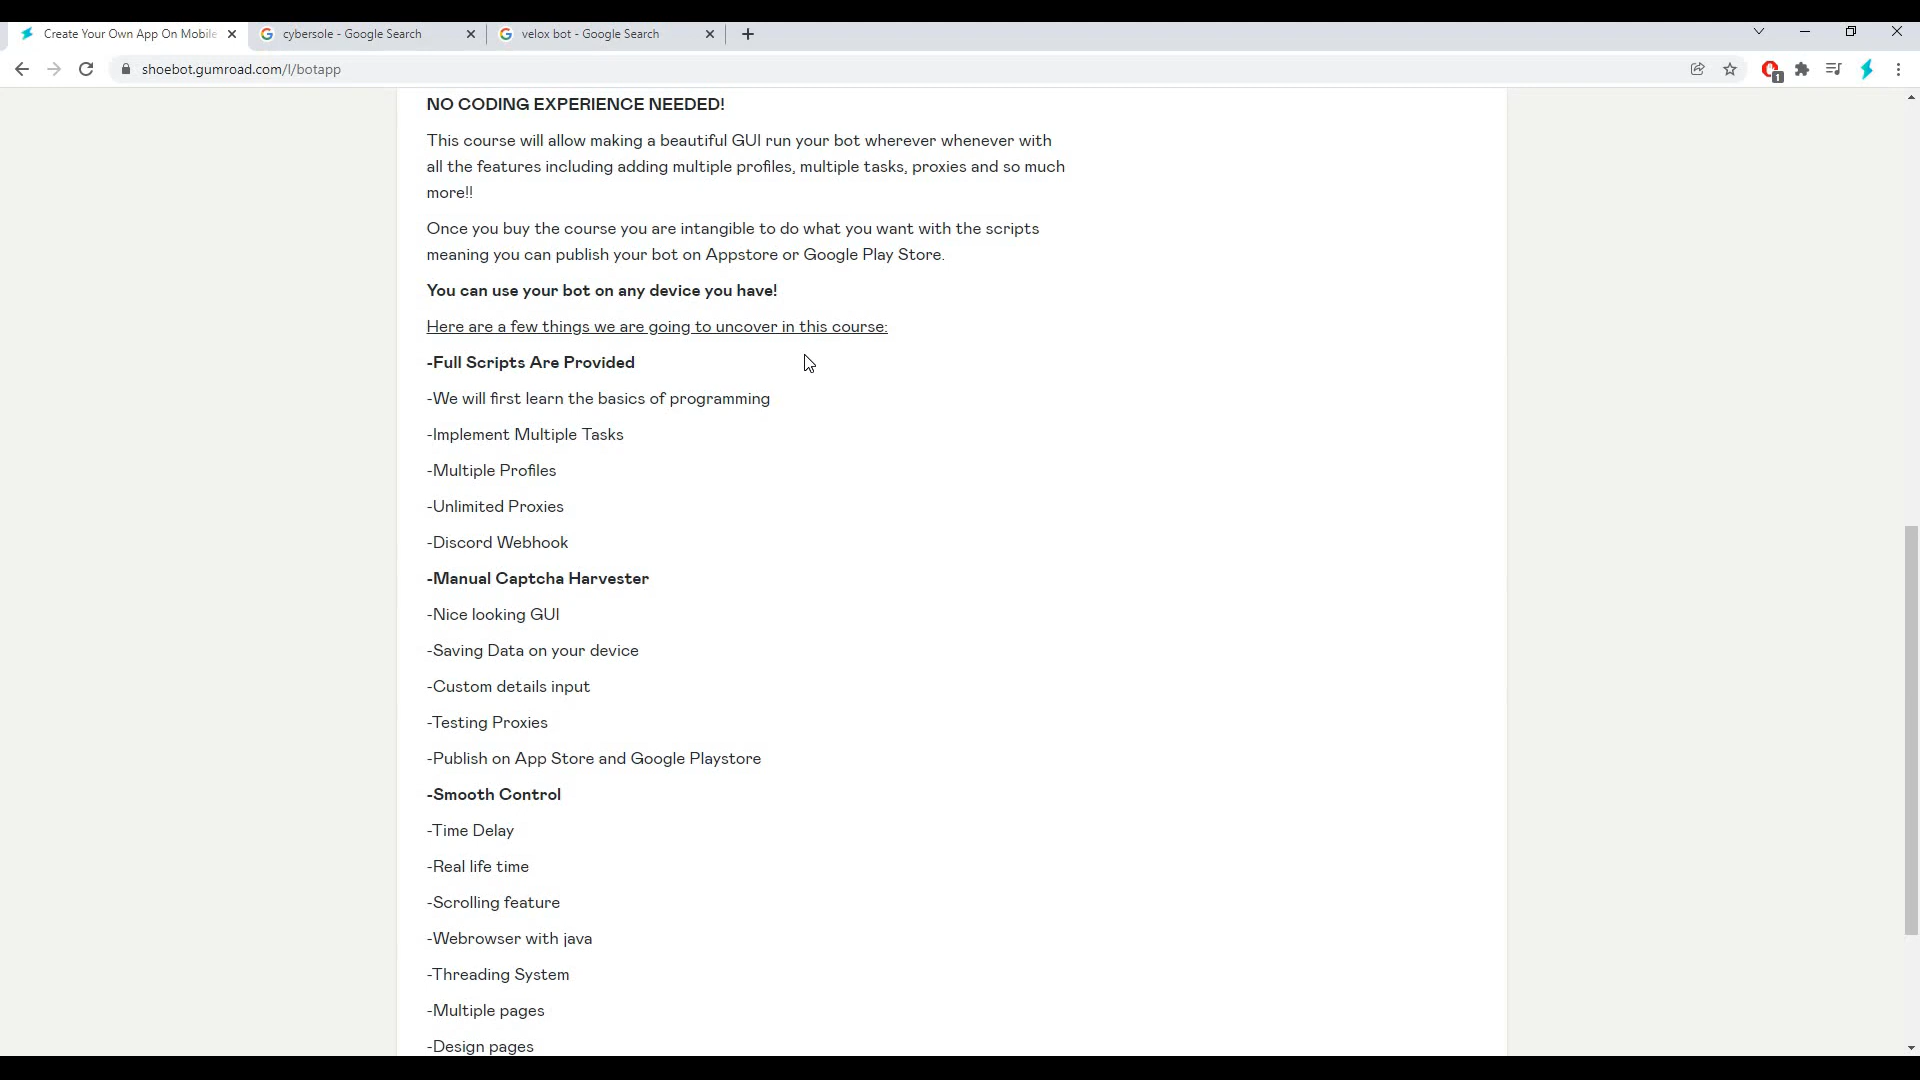 Create Your Own App On Mobile
cybersole - Google Search
velox bot - Google Search
shoebot.gumroad.com/l/botapp
1
NO CODING EXPERIENCE NEEDED!
This course will allow making a beautiful GUI run your bot wherever whenever with
all the features including adding multiple profiles, multiple tasks, proxies and so much
more!!
Once you buy the course you are intangible to do what you want with the scripts
meaning you can publish your bot on Appstore or Google Play Store.
You can use your bot on any device you have!
Here are a few things we are going to uncover in this course:
-Full Scripts Are Provided
-We will first learn the basics of programming
-Implement Multiple Tasks
-Multiple Profiles
-Unlimited Proxies
-Discord Webhook
-Manual Captcha Harvester
-Nice looking GUI
-Saving Data on your device
-Custom details input
-Testing Proxies
-Publish on App Store and Google Playstore
-Smooth Control
-Time Delay
-Real life time
-Scrolling feature
-Webrowser with java
-Threading System
-Multiple pages
-Design pages